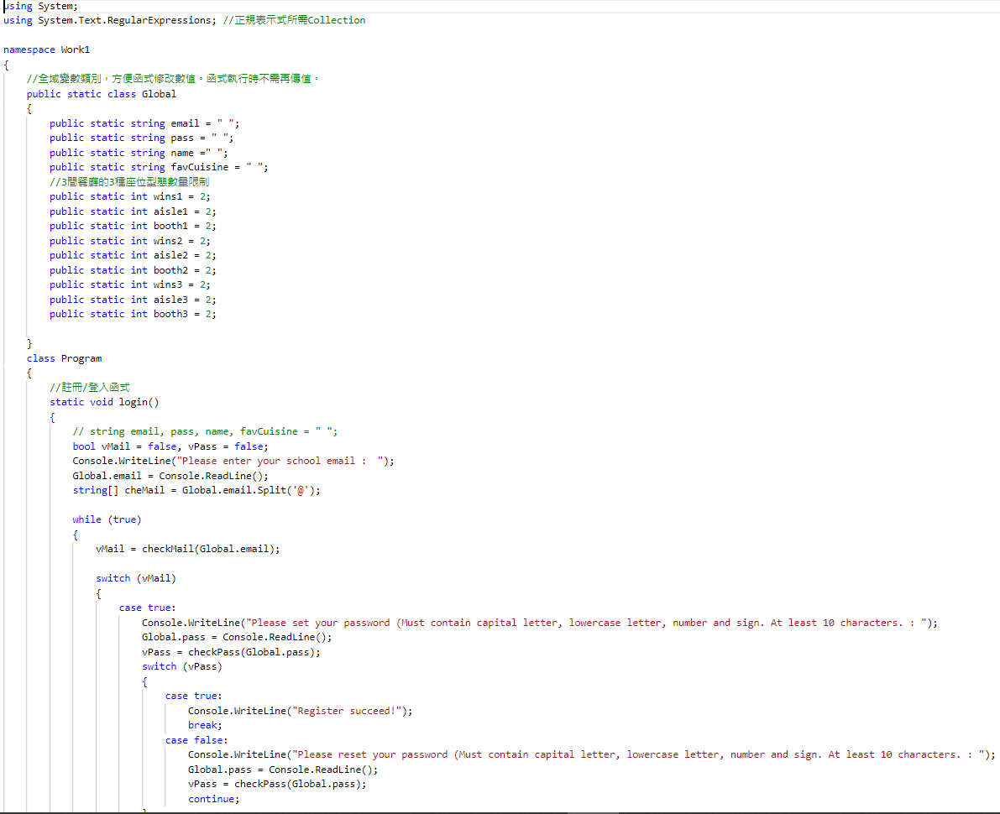 using System;
using System.Text.RegularExpressions; //正規表示式所需Collection
namespace Work1
{
//全域變數類別，方便函式修改數值。函式執行時不需再傳值。
public static class Global
{
public static string email = " ";
public static string pass = " ";
public static string name =" ";
public static string favCuisine = " ";
//3間餐廳的3種座位型態數量限制
public static int wins1 = 2;
public static int aisle1 = 2;
public static int booth1 = 2;
public static int wins2 = 2;
public static int aisle2 = 2;
public static int booth2 = 2;
public static int wins3 = 2;
public static int aisle3 = 2;
public static int booth3 = 2;
}
class Program
{
//註冊/登入函式
static void login()
{
// string email, pass, name, favCuisine = " ";
bool vMail = false, vPass = false;
Console.WriteLine("Please enter your school email :  ");
Global.email = Console.ReadLine();
string[] cheMail = Global.email.Split('@');
while (true)
{
vMail = checkMail(Global.email);
switch (vMail)
{
case true:
Console.WriteLine("Please set your password (Must contain capital letter, lowercase letter, number and sign. At least 10 characters. : ");
Global.pass = Console.ReadLine();
vPass = checkPass(Global.pass);
switch (vPass)
{
case true:
Console.WriteLine("Register succeed!");
break;
case false:
Console.WriteLine("Please reset your password (Must contain capital letter, lowercase letter, number and sign. At least 10 characters. : ");
Global.pass = Console.ReadLine();
vPass = checkPass(Global.pass);
continue;